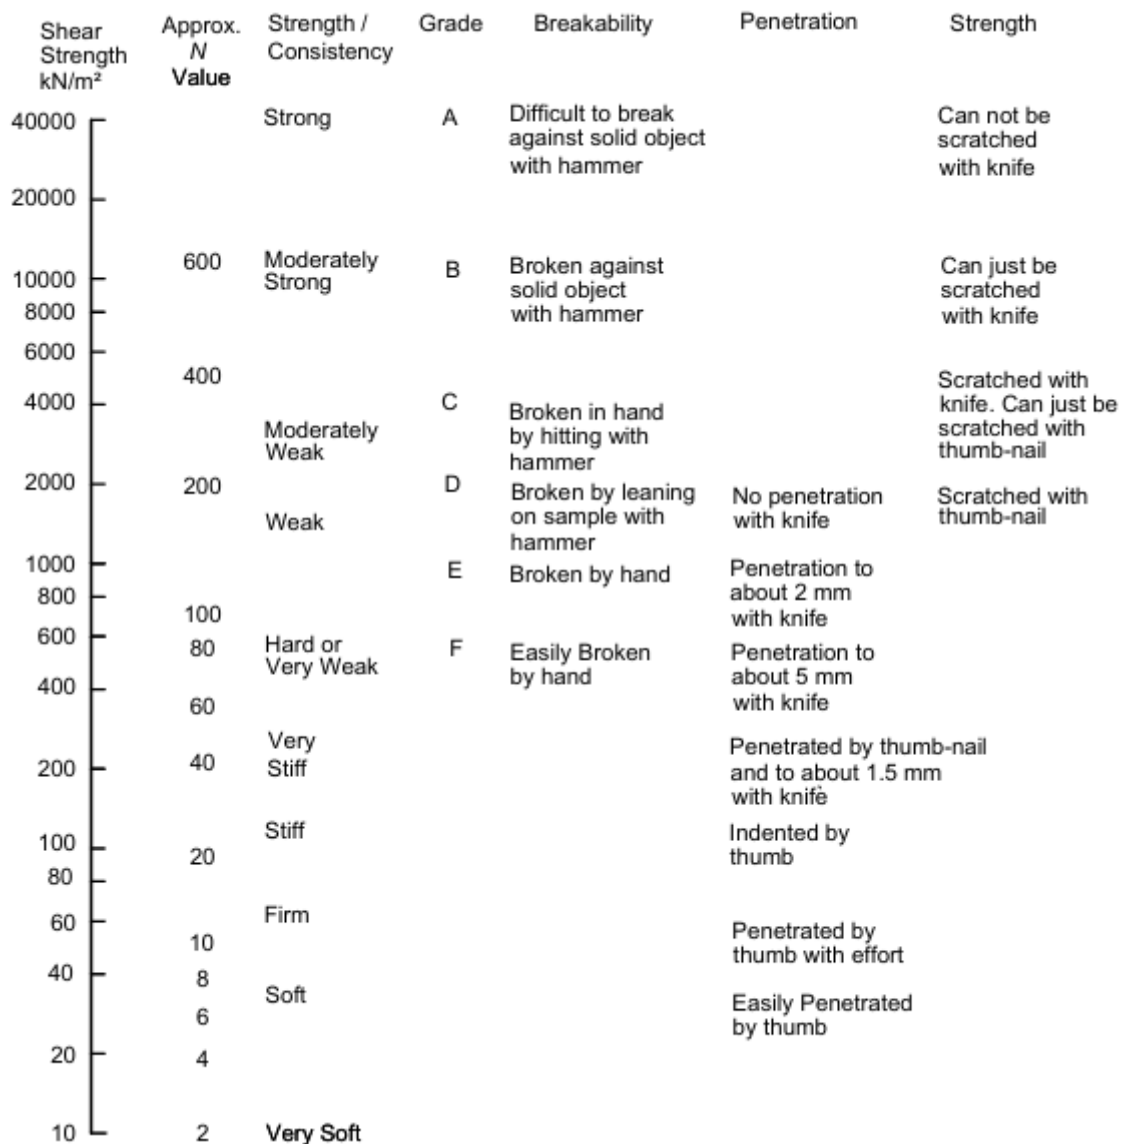 Shear
Strength
kN/m²
Approx.
N
Value
Strength /
Consistency
Grade
Breakability
Penetration
Strength
40000
Strong
A
Difficult to break
against solid object
with hammer
Can not be
scratched
with knife
20000
10000
600
Moderately
Strong
B
Broken against
solid object
with hammer
Can just be
scratched
with knife
8000
6000
4000
400
Moderately
Weak
C
Broken in hand
by hitting with
hammer
Scratched with
knife. Can just be
scratched with
thumb-nail
2000
200
Weak
D
Broken by leaning
on sample with
hammer
No penetration
with knife
Scratched with
thumb-nail
1000
800
E
Broken by hand
Penetration to
about 2 mm
with knife
600
100
80
Hard or
Very Weak
F
Easily Broken
by hand
Penetration to
about 5 mm
with knife
400
60
200
40
Very
Stiff
Penetrated by thumb-nail
and to about 1.5 mm
with knife
100
80
20
Stiff
Indented by
thumb
60
10
Firm
Penetrated by
thumb with effort
40
8
6
Soft
Easily Penetrated
by thumb
20
4
10
2
Very Soft